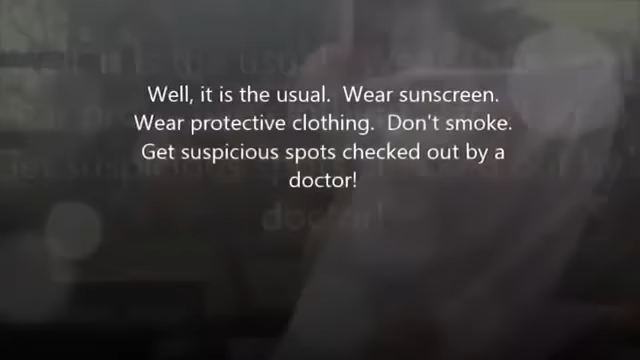 Well, it is the usual.  Wear sunscreen.
Wear protective clothing.  Don't smoke.
Get suspicious spots checked out by a
doctor!